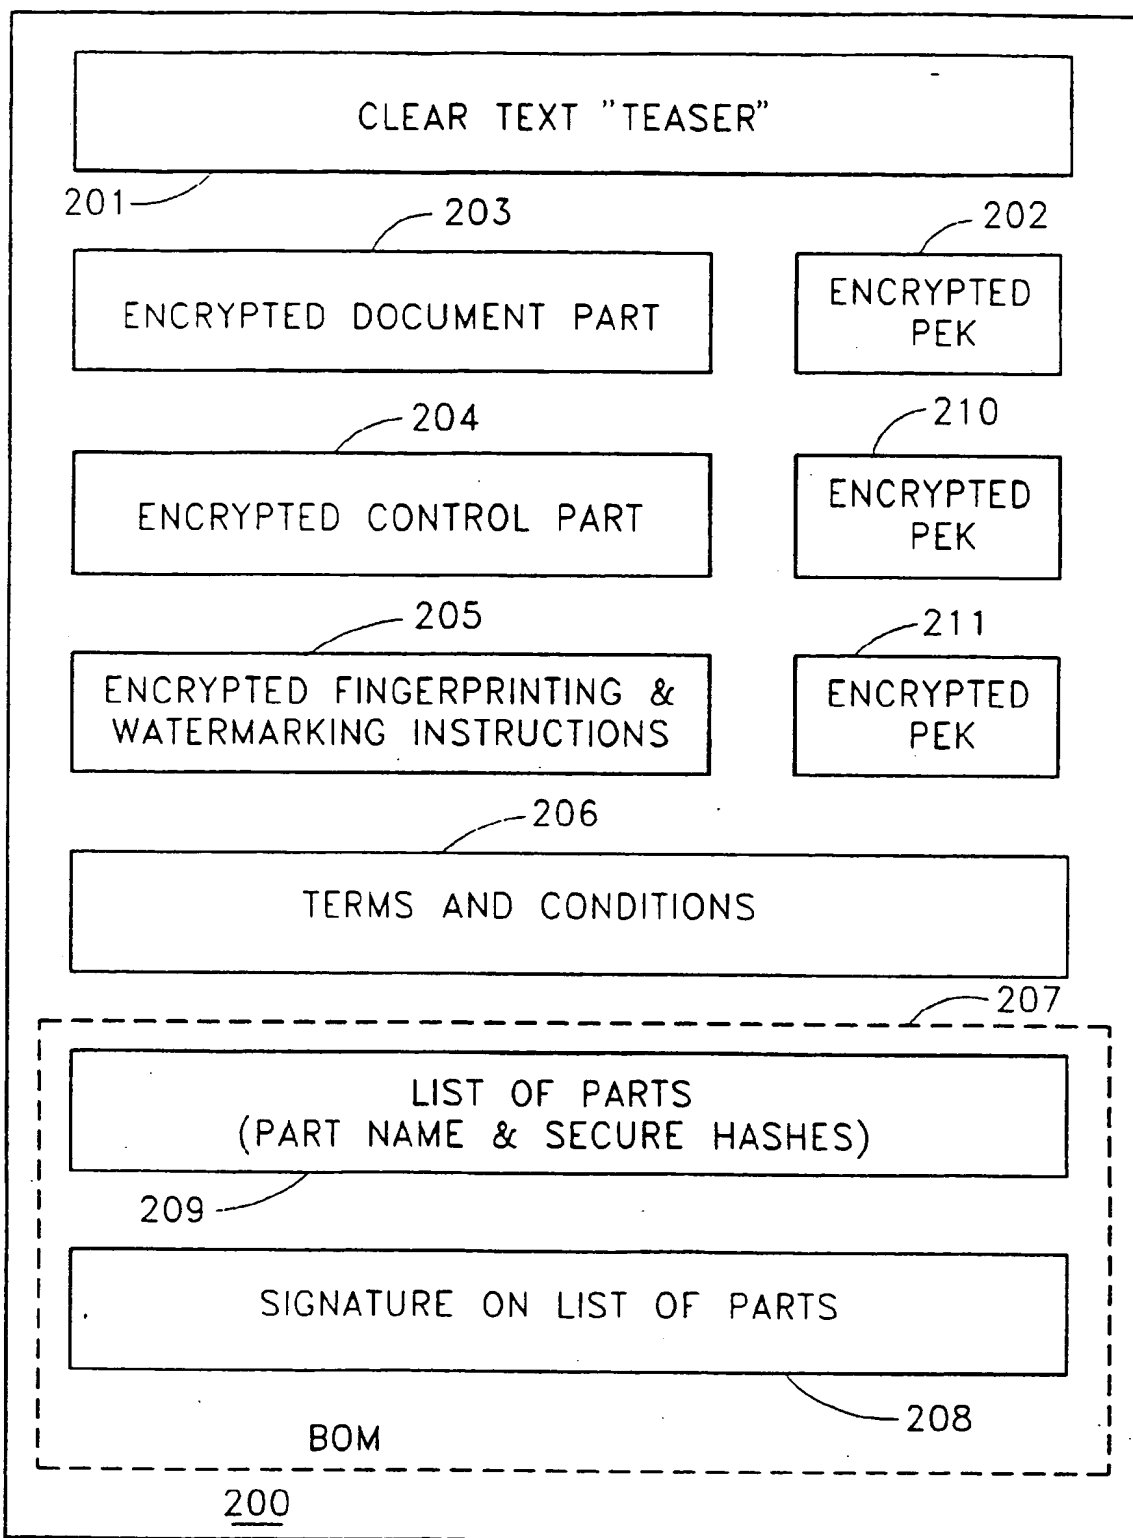 CLEAR TEXT "TEASER"
201
203
202
ENCRYPTED DOCUMENT PART
ENCRYPTED
PEK
204
210
ENCRYPTED CONTROL PART
ENCRYPTED
PEK
205
211
ENCRYPTED FINGERPRINTING &
WATERMARKING INSTRUCTIONS
ENCRYPTED
PEK
206
TERMS AND CONDITIONS
207
LIST OF PARTS
(PART NAME & SECURE HASHES)
209
SIGNATURE ON LIST OF PARTS
208
BOM
200